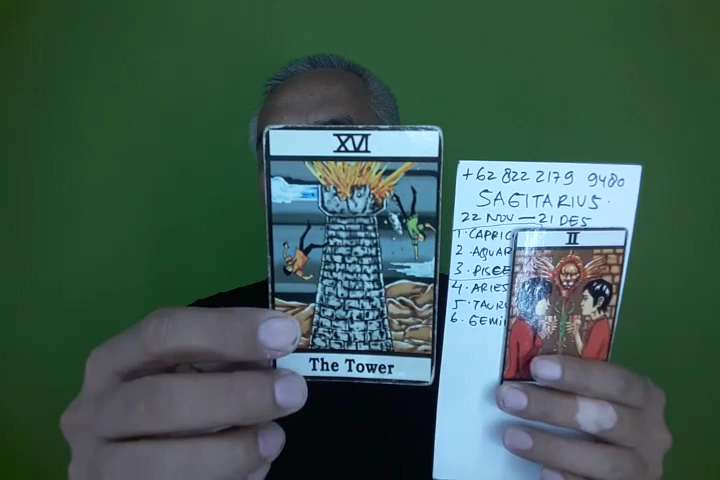 XVI
The Tower
+62 822 2179 9480
SAGITARIUS.
22 NOV — 21 DES
1. CAPRIC
2 AQUAR
3. PISCE
4. ARIES
5. TAUR
6. GEMI
II